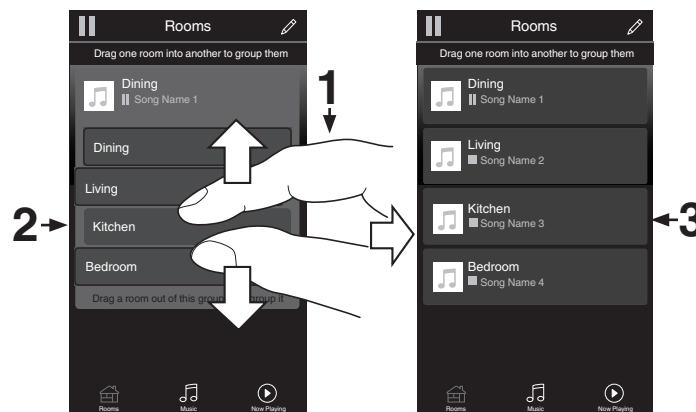 Rooms
Drag one room into another to group them
Dining
Song Name 1
Dining
Living
Kitchen
Bedroom
Drag a room out of this group group it
Rooms
Music
Now Playing
1
2
Rooms
Drag one room into another to group them
Dining
Song Name 1
Living
Song Name 2
Kitchen
Song Name 3
Bedroom
Song Name 4
Rooms
Music
Now Playing
3